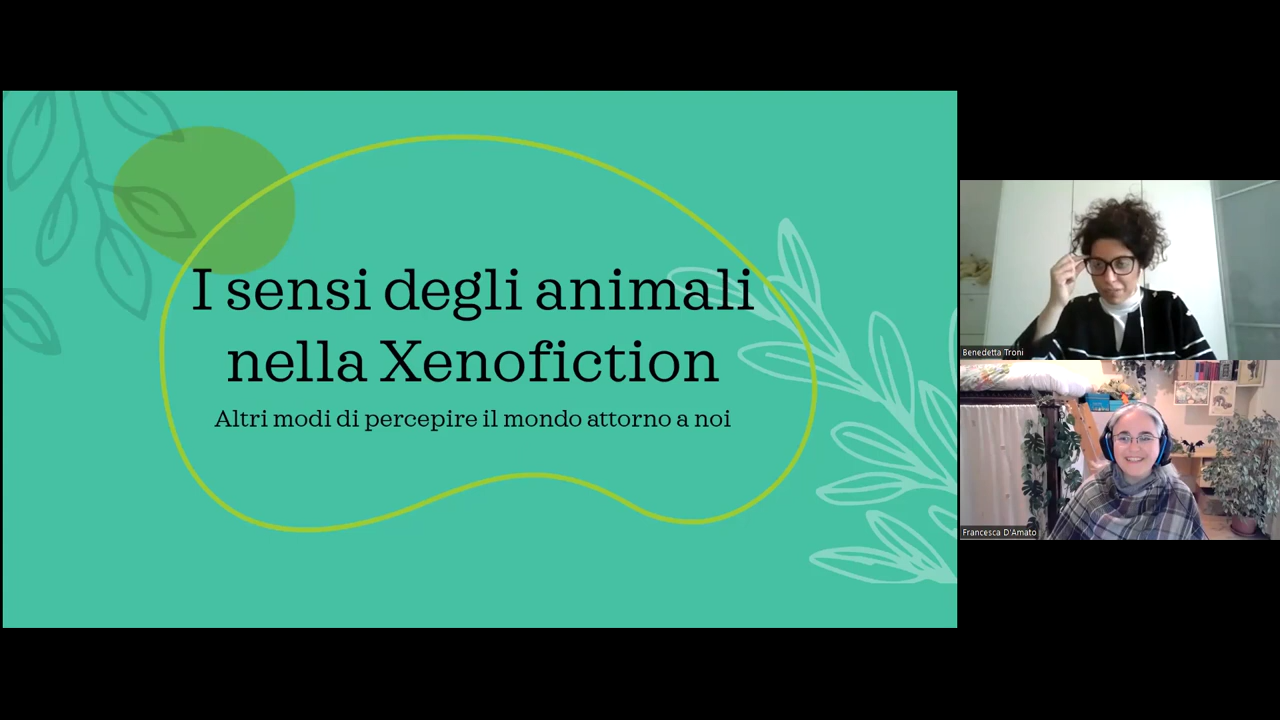 I sensi degli animali
nella Xenofiction
Altri modi di percepire il mondo attorno a noi
Benedetta Troni
Francesca D'Amato